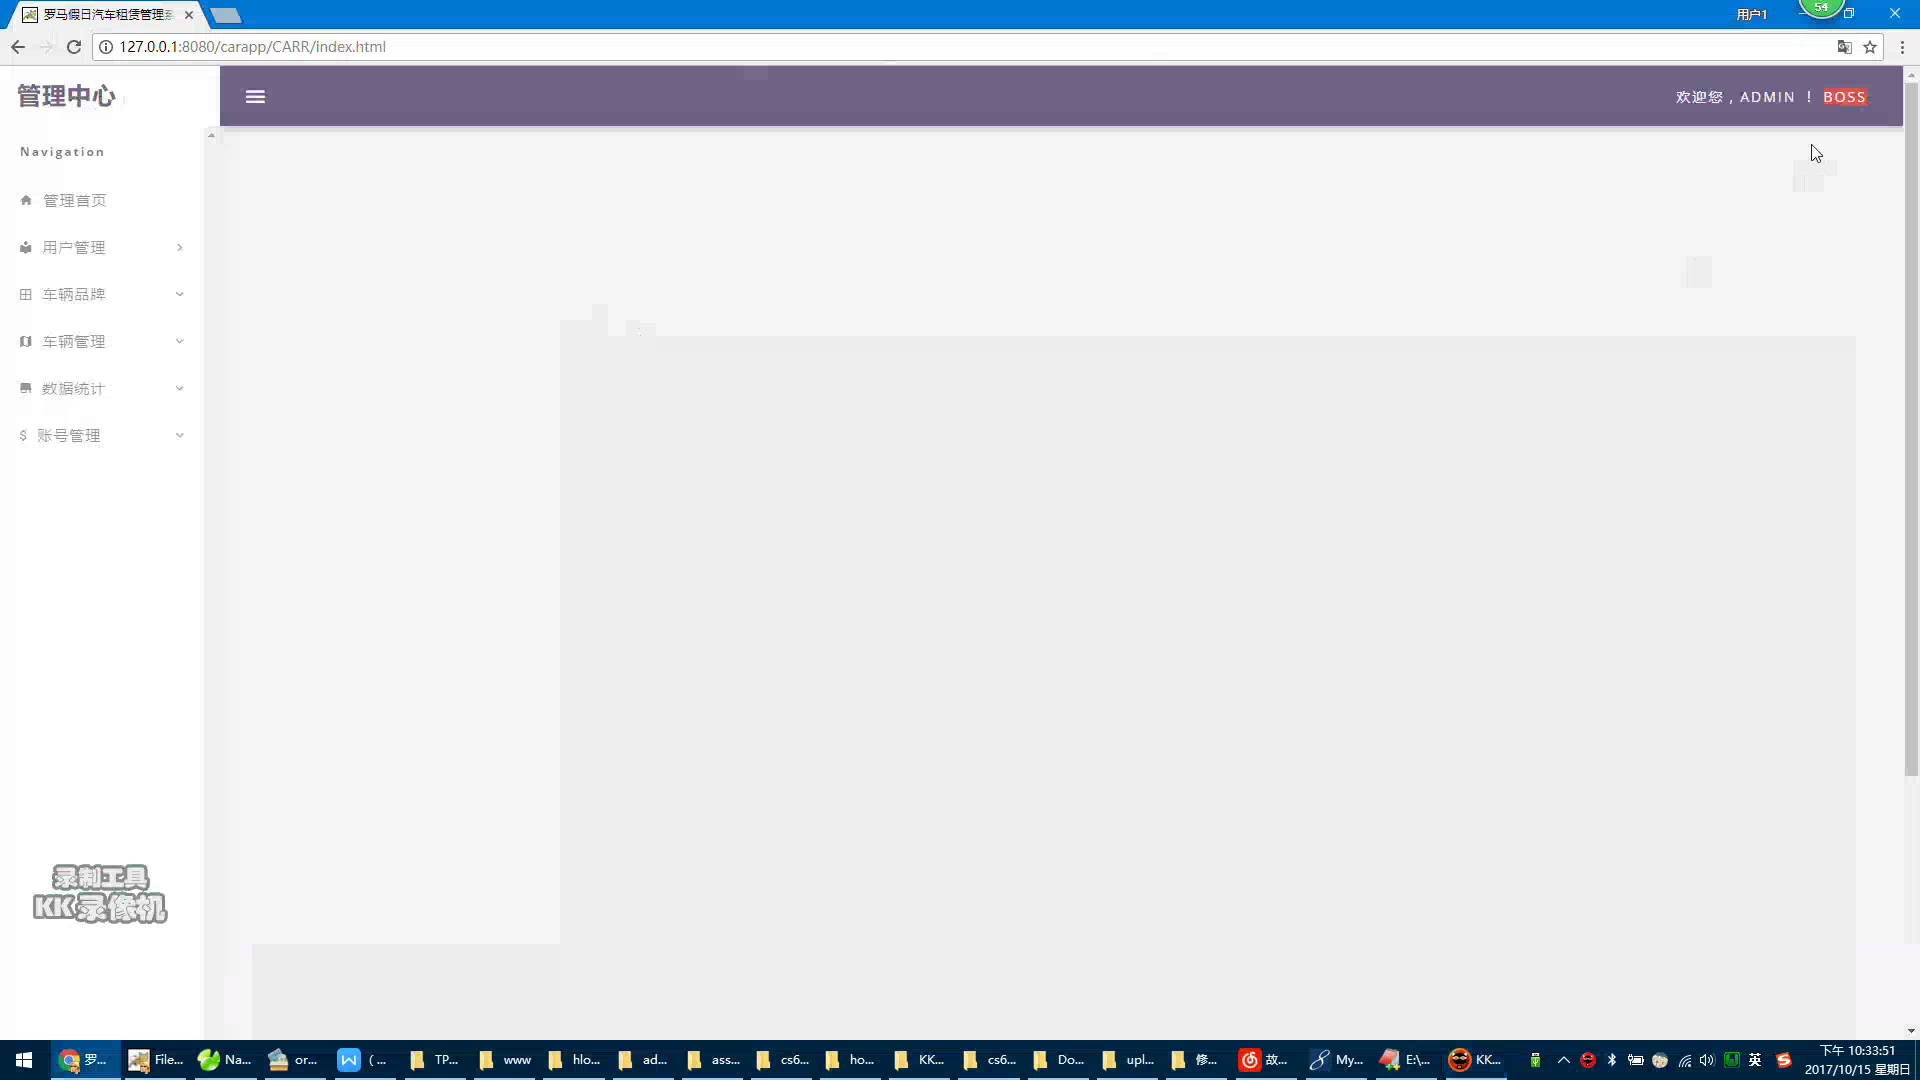 罗马假日汽车租赁管理系
用户1
54
127.0.0.1:8080/carapp/CARR/index.html
管理中心
欢迎您，ADMIN ！ BOSS
Navigation
管理首页
用户管理
车辆品牌
车辆管理
数据统计
账号管理
录制工具
KK录像机
罗...
File...
Na...
or...
( ...
TP...
www
hlo...
ad...
ass...
cs6...
ho...
KK...
cs6...
Do...
upl...
修...
故...
My...
E:\...
KK...
英
下午 10:33:51
2017/10/15 星期日